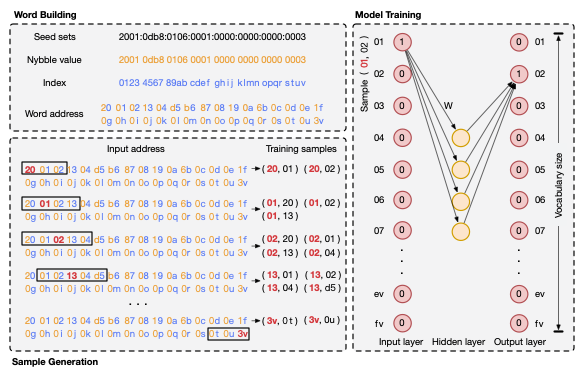 Word Building
Seed sets
2001:0db8:0106:0001:0000:0000:0000:0003
Nybble value
2001 0db8 0106 0001 0000 0000 0000 0003
Index
0123 4567 89ab cdef ghij klmn opqr stuv
Word address
20 01 02 13 04 d5 b6 87 08 19 0a 6b 0c 0d 0e 1f
0g 0h 0i 0j 0k 0l 0m 0n 0o 0p 0q 0r 0s 0t 0u 3v
Input address
Training samples
20 01 02 13 04 d5 b6 87 08 19 0a 6b 0c 0d 0e 1f
0g 0h 0i 0j 0k 0l 0m 0n 0o 0p 0q 0r 0s 0t 0u 3v
(20, 01) (20, 02)
20 01 02 13 04 d5 b6 87 08 19 0a 6b 0c 0d 0e 1f
0g 0h 0i 0j 0k 0l 0m 0n 0o 0p 0q 0r 0s 0t 0u 3v
(01, 20) (01, 02)
(01, 13)
20 01 02 13 04 d5 b6 87 08 19 0a 6b 0c 0d 0e 1f
0g 0h 0i 0j 0k 0l 0m 0n 0o 0p 0q 0r 0s 0t 0u 3v
(02, 20) (02, 01)
(02, 13) (02, 04)
20 01 02 13 04 d5 b6 87 08 19 0a 6b 0c 0d 0e 1f
0g 0h 0i 0j 0k 0l 0m 0n 0o 0p 0q 0r 0s 0t 0u 3v
(13, 01) (13, 02)
(13, 04) (13, d5)
...
20 01 02 13 04 d5 b6 87 08 19 0a 6b 0c 0d 0e 1f
0g 0h 0i 0j 0k 0l 0m 0n 0o 0p 0q 0r 0s 0t 0u 3v
(3v, 0t) (3v, 0u)
Sample Generation
Model Training
Sample ( 01, 02)
01 1 0 01
02 0 1 02
03 0 0 03
W
04 0 0 04
05 0 0 05
06 0 0 06
07 0 0 07
ev 0 0 ev
fv 0 0 fv
Vocabulary size
Input layer Hidden layer Output layer